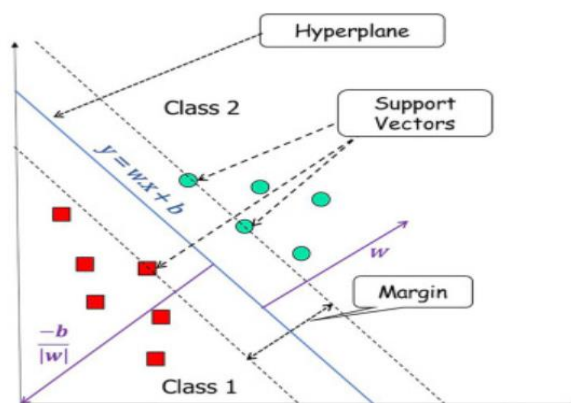 Hyperplane
Class 2
Support
Vectors
y = w.x + b
w
Margin
-b
|w|
Class 1